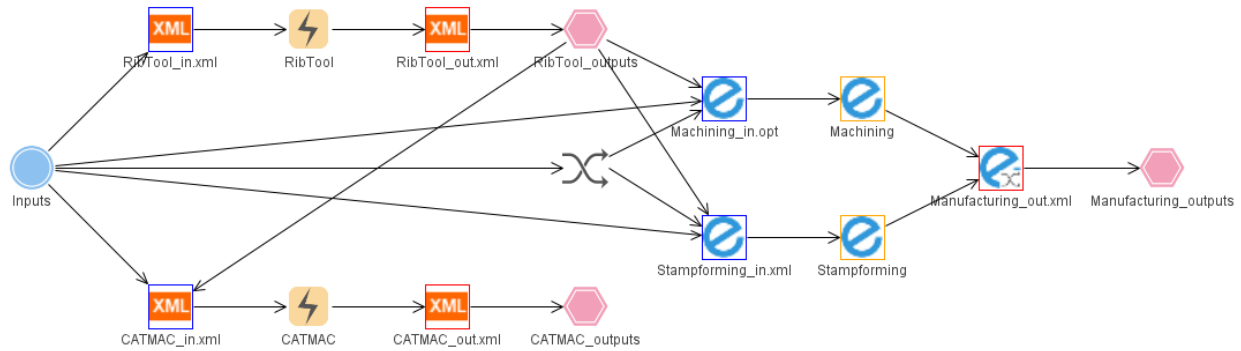 XML
XML
RibTool_in.xml
RibTool
RibTool_out.xml
RibTool_outputs
Machining_in.opt
Machining
Inputs
Manufacturing_out.xml
Manufacturing_outputs
Stampforming_in.xml
Stampforming
XML
XML
CATMAC_in.xml
CATMAC
CATMAC_out.xml
CATMAC_outputs